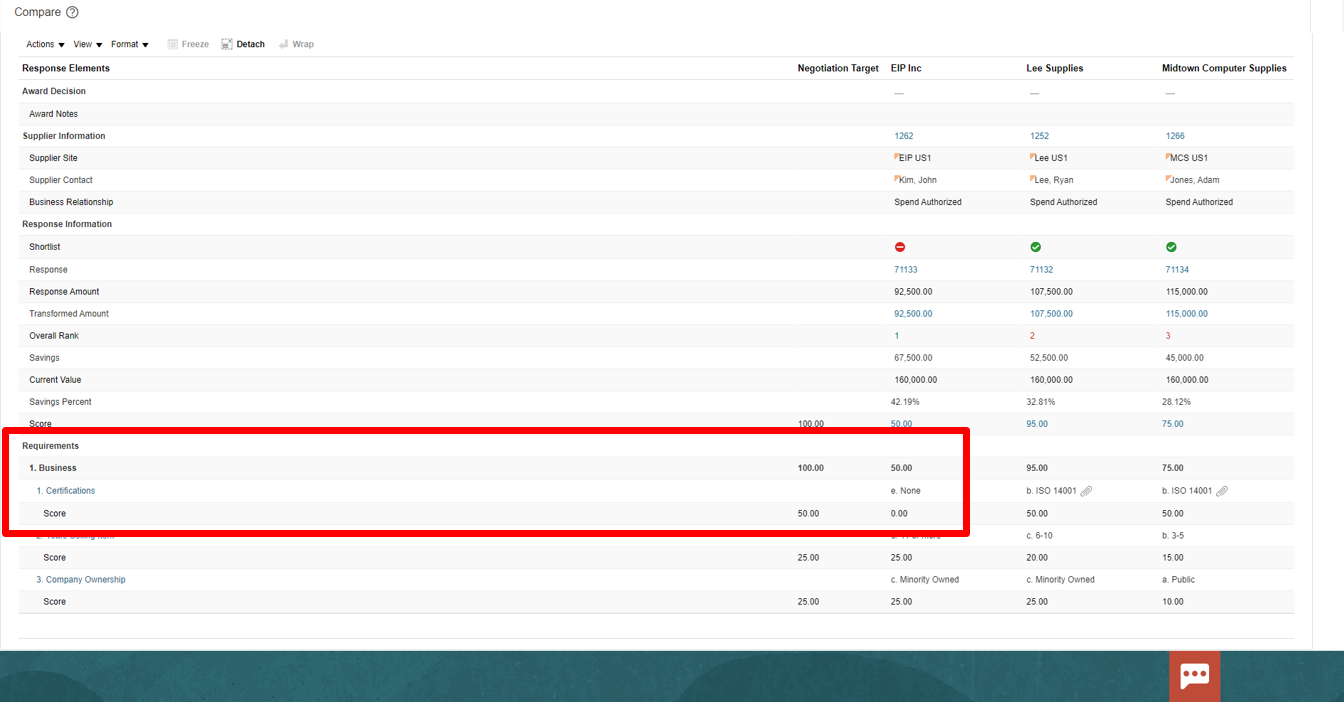 Compare ?
Actions View Format Freeze Detach Wrap
Response Elements Negotiation Target EIP Inc Lee Supplies Midtown Computer Supplies
Award Decision — — —
Award Notes
Supplier Information 1262 1252 1266
Supplier Site EIP US1 Lee US1 MCS US1
Supplier Contact Kim, John Lee, Ryan Jones, Adam
Business Relationship Spend Authorized Spend Authorized Spend Authorized
Response Information
Shortlist
Response 71133 71132 71134
Response Amount 92,500.00 107,500.00 115,000.00
Transformed Amount 92,500.00 107,500.00 115,000.00
Overall Rank 1 2 3
Savings 67,500.00 52,500.00 45,000.00
Current Value 160,000.00 160,000.00 160,000.00
Savings Percent 42.19% 32.81% 28.12%
Score 100.00 50.00 95.00 75.00
Requirements
1. Business 100.00 50.00 95.00 75.00
1. Certifications e. None b. ISO 14001 b. ISO 14001
Score 50.00 0.00 50.00 50.00
c. 6-10 b. 3-5
Score 25.00 25.00 20.00 15.00
3. Company Ownership c. Minority Owned c. Minority Owned a. Public
Score 25.00 25.00 25.00 10.00